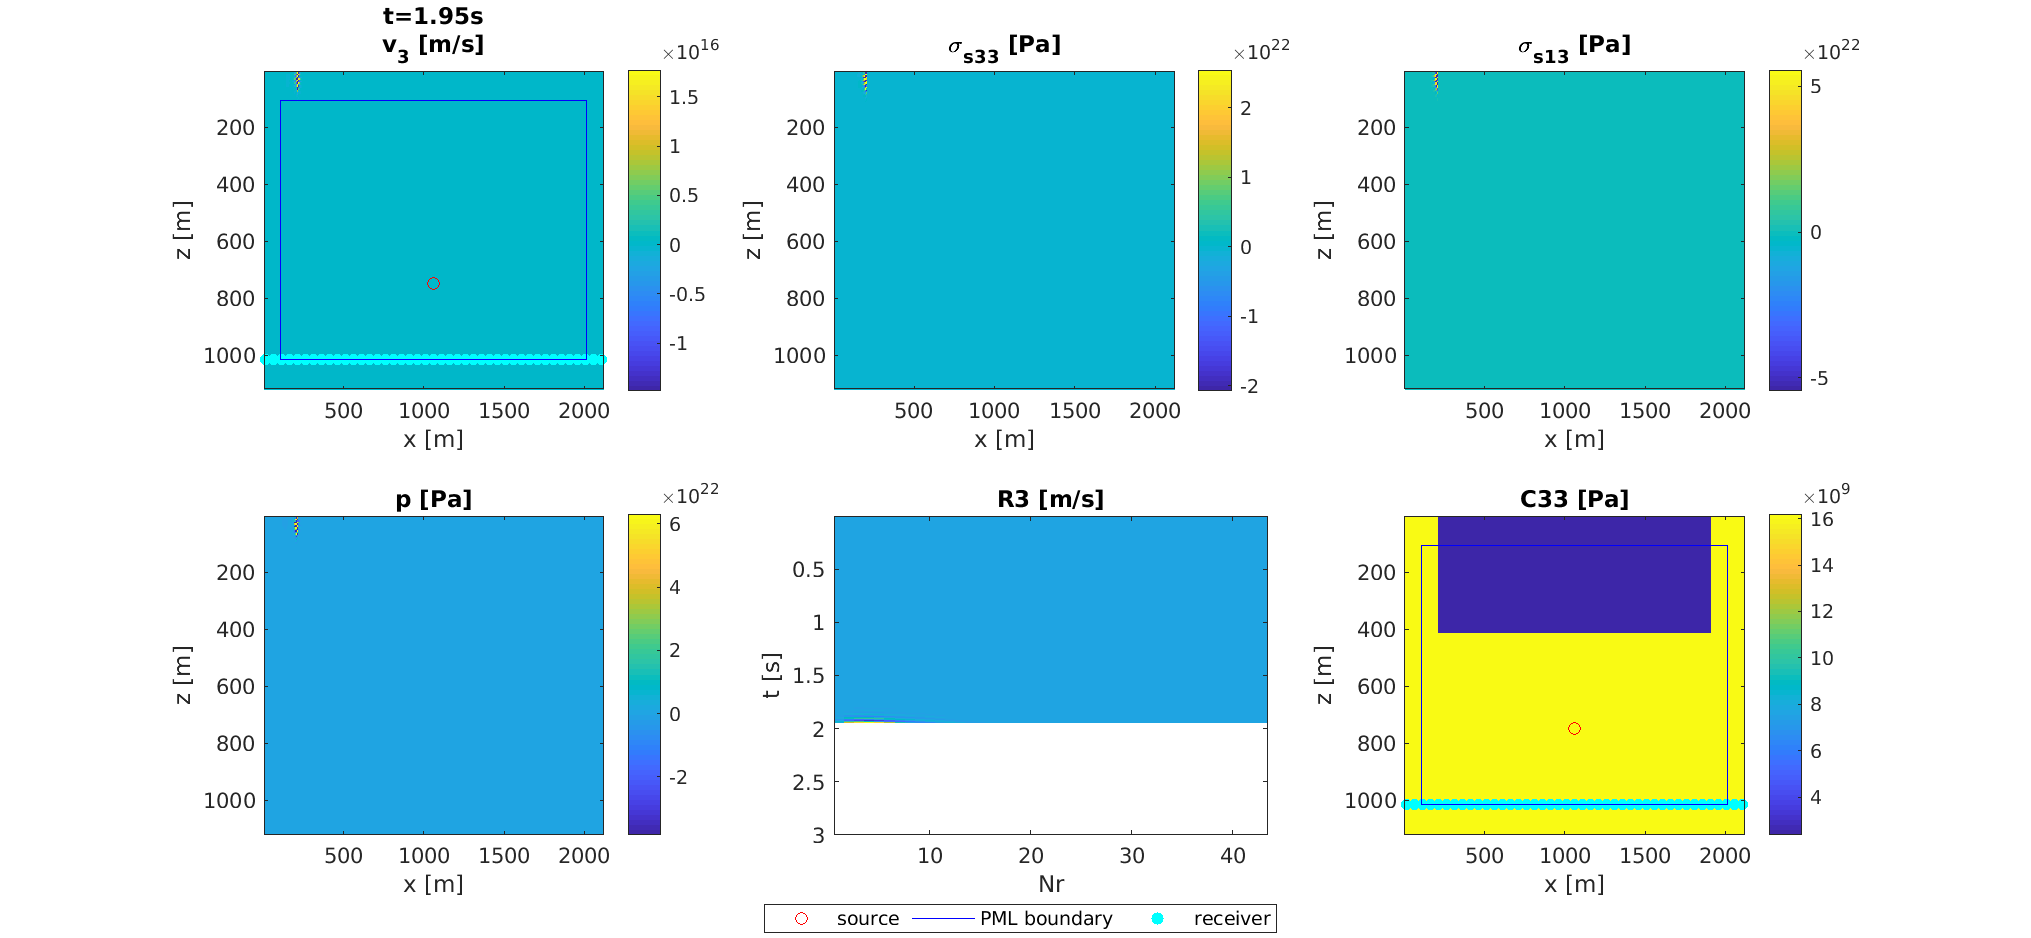 t=1.95s
v3 [m/s]
×10^16
1.5
1
0.5
0
-0.5
-1
200
400
600
800
1000
z [m]
500 1000 1500 2000
x [m]
σs33 [Pa]
×10^22
2
1
0
-1
-2
200
400
600
800
1000
z [m]
500 1000 1500 2000
x [m]
σs13 [Pa]
×10^22
5
0
-5
200
400
600
800
1000
z [m]
500 1000 1500 2000
x [m]
p [Pa]
×10^22
6
4
2
0
-2
200
400
600
800
1000
z [m]
500 1000 1500 2000
x [m]
R3 [m/s]
0.5
1
1.5
2
2.5
3
t [s]
10 20 30 40
Nr
C33 [Pa]
×10^9
16
14
12
10
8
6
4
200
400
600
800
1000
z [m]
500 1000 1500 2000
x [m]
source PML boundary receiver